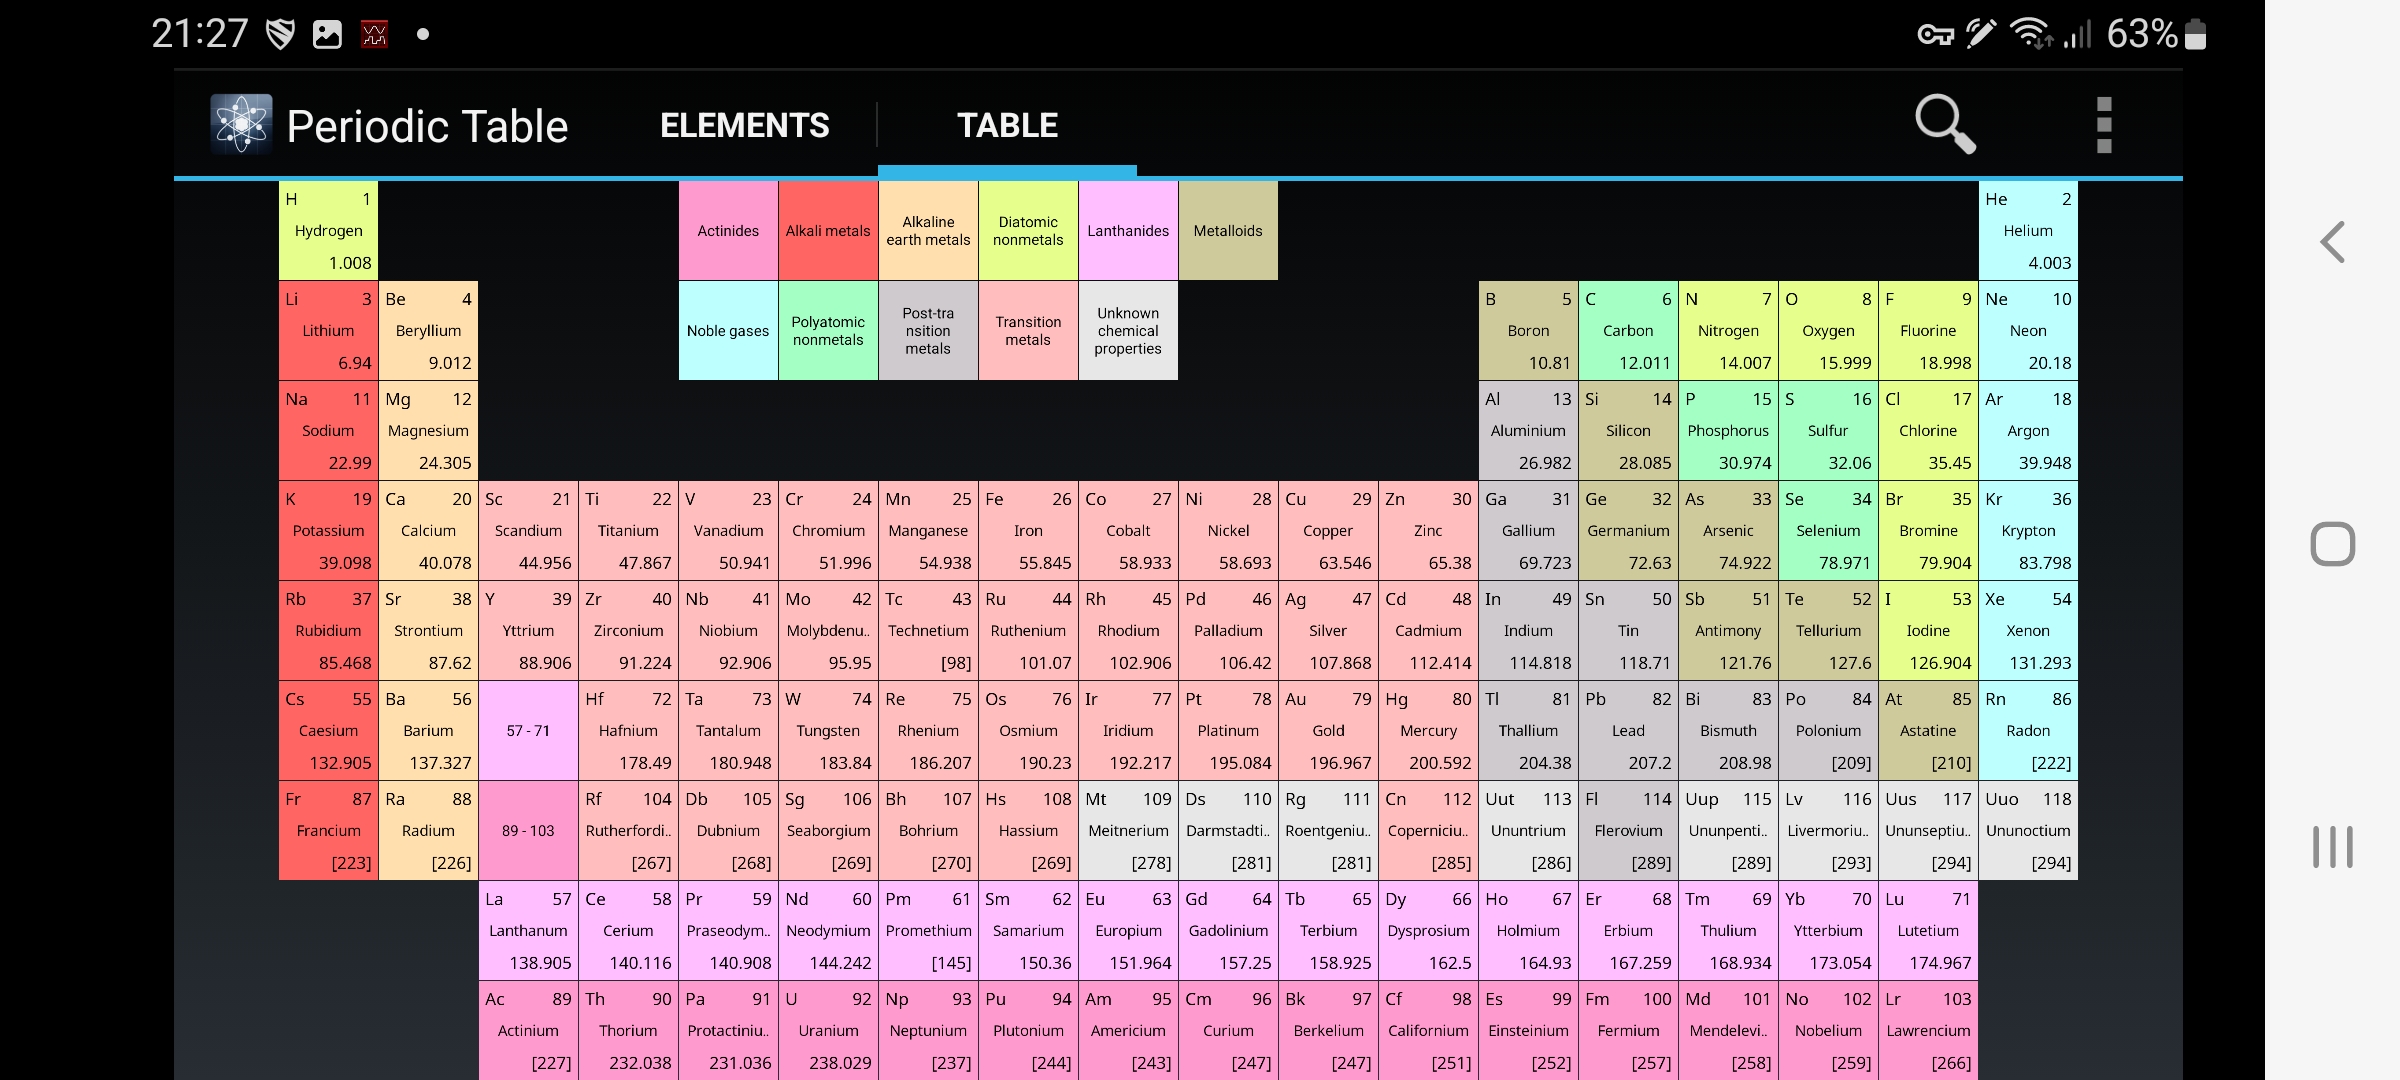 21:27 63%
Periodic Table ELEMENTS TABLE
H 1 He 2
Hydrogen Actinides Alkali metals Alkaline earth metals Diatomic nonmetals Lanthanides Metalloids Helium
1.008 4.003
Li 3 Be 4 B 5 C 6 N 7 O 8 F 9 Ne 10
Lithium Beryllium Noble gases Polyatomic nonmetals Post-tra nsition metals Transition metals Unknown chemical properties Boron Carbon Nitrogen Oxygen Fluorine Neon
6.94 9.012 10.81 12.011 14.007 15.999 18.998 20.18
Na 11 Mg 12 Al 13 Si 14 P 15 S 16 Cl 17 Ar 18
Sodium Magnesium Aluminium Silicon Phosphorus Sulfur Chlorine Argon
22.99 24.305 26.982 28.085 30.974 32.06 35.45 39.948
K 19 Ca 20 Sc 21 Ti 22 V 23 Cr 24 Mn 25 Fe 26 Co 27 Ni 28 Cu 29 Zn 30 Ga 31 Ge 32 As 33 Se 34 Br 35 Kr 36
Potassium Calcium Scandium Titanium Vanadium Chromium Manganese Iron Cobalt Nickel Copper Zinc Gallium Germanium Arsenic Selenium Bromine Krypton
39.098 40.078 44.956 47.867 50.941 51.996 54.938 55.845 58.933 58.693 63.546 65.38 69.723 72.63 74.922 78.971 79.904 83.798
Rb 37 Sr 38 Y 39 Zr 40 Nb 41 Mo 42 Tc 43 Ru 44 Rh 45 Pd 46 Ag 47 Cd 48 In 49 Sn 50 Sb 51 Te 52 I 53 Xe 54
Rubidium Strontium Yttrium Zirconium Niobium Molybdenu.. Technetium Ruthenium Rhodium Palladium Silver Cadmium Indium Tin Antimony Tellurium Iodine Xenon
85.468 87.62 88.906 91.224 92.906 95.95 [98] 101.07 102.906 106.42 107.868 112.414 114.818 118.71 121.76 127.6 126.904 131.293
Cs 55 Ba 56 Hf 72 Ta 73 W 74 Re 75 Os 76 Ir 77 Pt 78 Au 79 Hg 80 Tl 81 Pb 82 Bi 83 Po 84 At 85 Rn 86
Caesium Barium 57 - 71 Hafnium Tantalum Tungsten Rhenium Osmium Iridium Platinum Gold Mercury Thallium Lead Bismuth Polonium Astatine Radon
132.905 137.327 178.49 180.948 183.84 186.207 190.23 192.217 195.084 196.967 200.592 204.38 207.2 208.98 [209] [210] [222]
Fr 87 Ra 88 Rf 104 Db 105 Sg 106 Bh 107 Hs 108 Mt 109 Ds 110 Rg 111 Cn 112 Uut 113 Fl 114 Uup 115 Lv 116 Uus 117 Uuo 118
Francium Radium 89 - 103 Rutherfordi.. Dubnium Seaborgium Bohrium Hassium Meitnerium Darmstadti.. Roentgeniu.. Coperniciu.. Ununtrium Flerovium Ununpenti.. Livermoriu.. Ununseptiu.. Ununoctium
[223] [226] [267] [268] [269] [270] [269] [278] [281] [281] [285] [286] [289] [289] [293] [294] [294]
La 57 Ce 58 Pr 59 Nd 60 Pm 61 Sm 62 Eu 63 Gd 64 Tb 65 Dy 66 Ho 67 Er 68 Tm 69 Yb 70 Lu 71
Lanthanum Cerium Praseodym.. Neodymium Promethium Samarium Europium Gadolinium Terbium Dysprosium Holmium Erbium Thulium Ytterbium Lutetium
138.905 140.116 140.908 144.242 [145] 150.36 151.964 157.25 158.925 162.5 164.93 167.259 168.934 173.054 174.967
Ac 89 Th 90 Pa 91 U 92 Np 93 Pu 94 Am 95 Cm 96 Bk 97 Cf 98 Es 99 Fm 100 Md 101 No 102 Lr 103
Actinium Thorium Protactiniu.. Uranium Neptunium Plutonium Americium Curium Berkelium Californium Einsteinium Fermium Mendelevi.. Nobelium Lawrencium
[227] 232.038 231.036 238.029 [237] [244] [243] [247] [247] [251] [252] [257] [258] [259] [266]